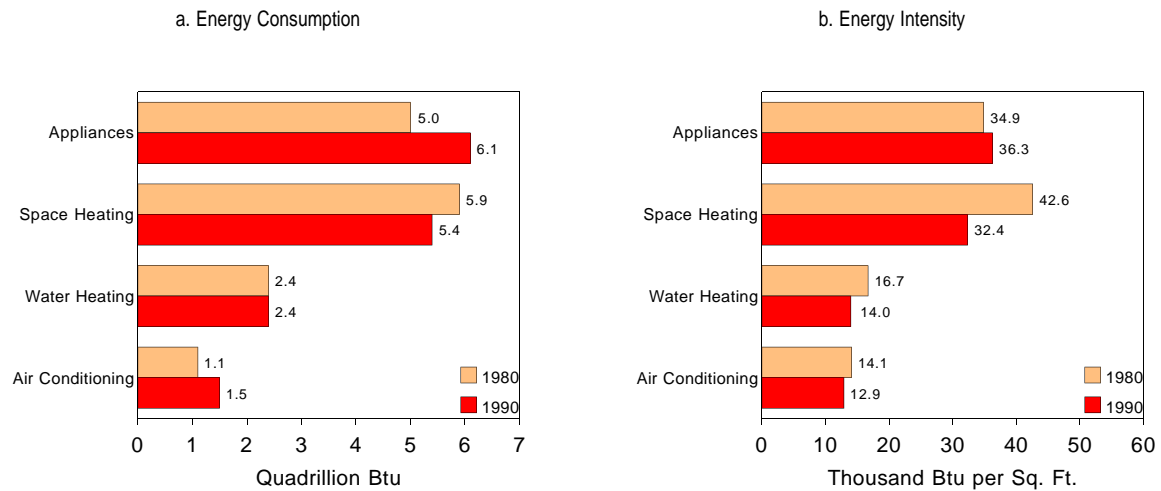 a. Energy Consumption
Appliances
5.0
6.1
Space Heating
5.9
5.4
Water Heating
2.4
2.4
Air Conditioning
1.1
1.5
1980
1990
0 1 2 3 4 5 6 7
Quadrillion Btu
b. Energy Intensity
Appliances
34.9
36.3
Space Heating
42.6
32.4
Water Heating
16.7
14.0
Air Conditioning
14.1
12.9
1980
1990
0 10 20 30 40 50 60
Thousand Btu per Sq. Ft.